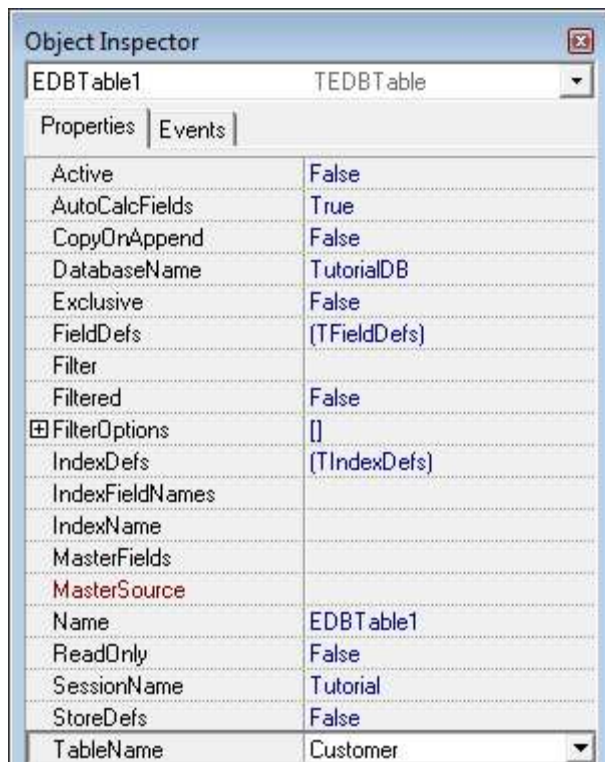 Object Inspector
EDBTable1 TEDBTable
Properties Events
Active False
AutoCalcFields True
CopyOnAppend False
DatabaseName TutorialDB
Exclusive False
FieldDefs (TFieldDefs)
Filter
Filtered False
FilterOptions []
IndexDefs (TIndexDefs)
IndexFieldNames
IndexName
MasterFields
MasterSource
Name EDBTable1
ReadOnly False
SessionName Tutorial
StoreDefs False
TableName Customer